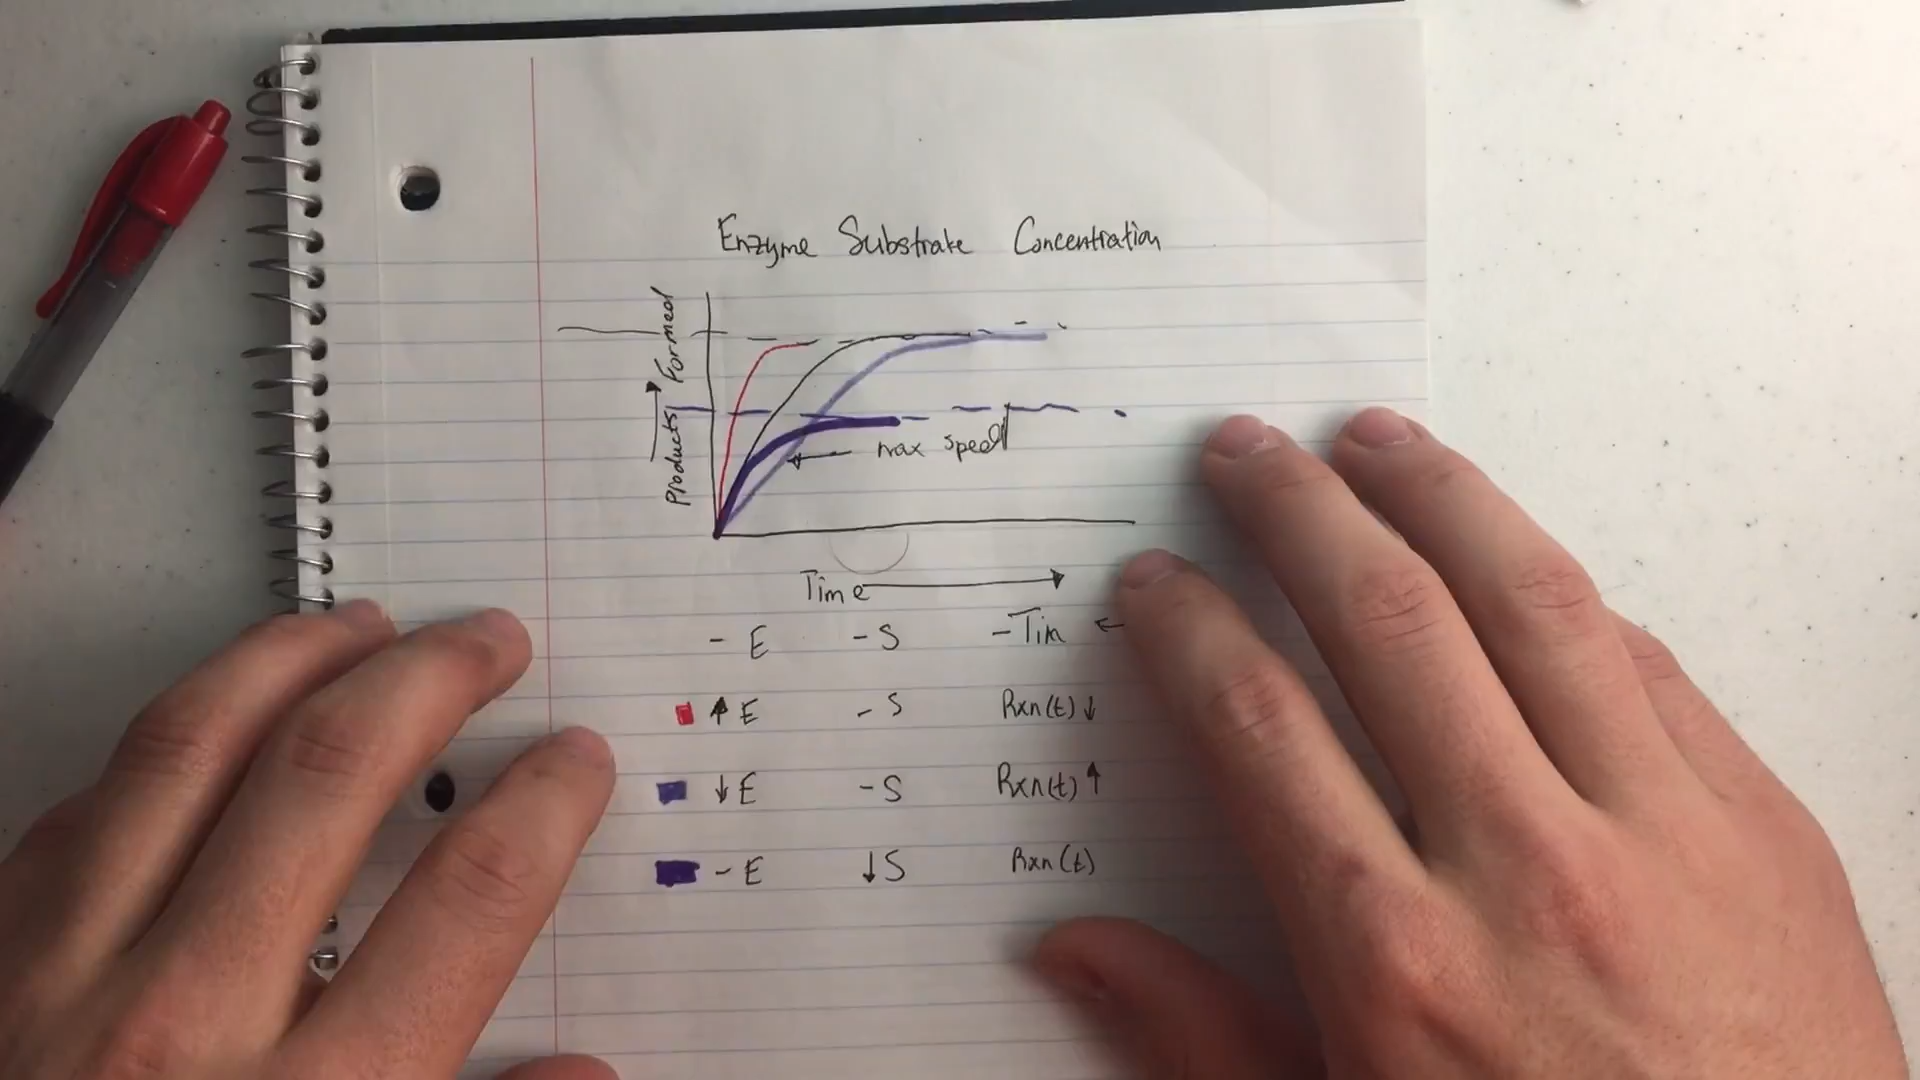 Enzyme Substrate Concentration
Products Formed
max speed
Time
- E - S - Tim
↑ E - S Rxn(t) ↓
↓ E - S Rxn(t) ↑
- E ↓ S Rxn(t)